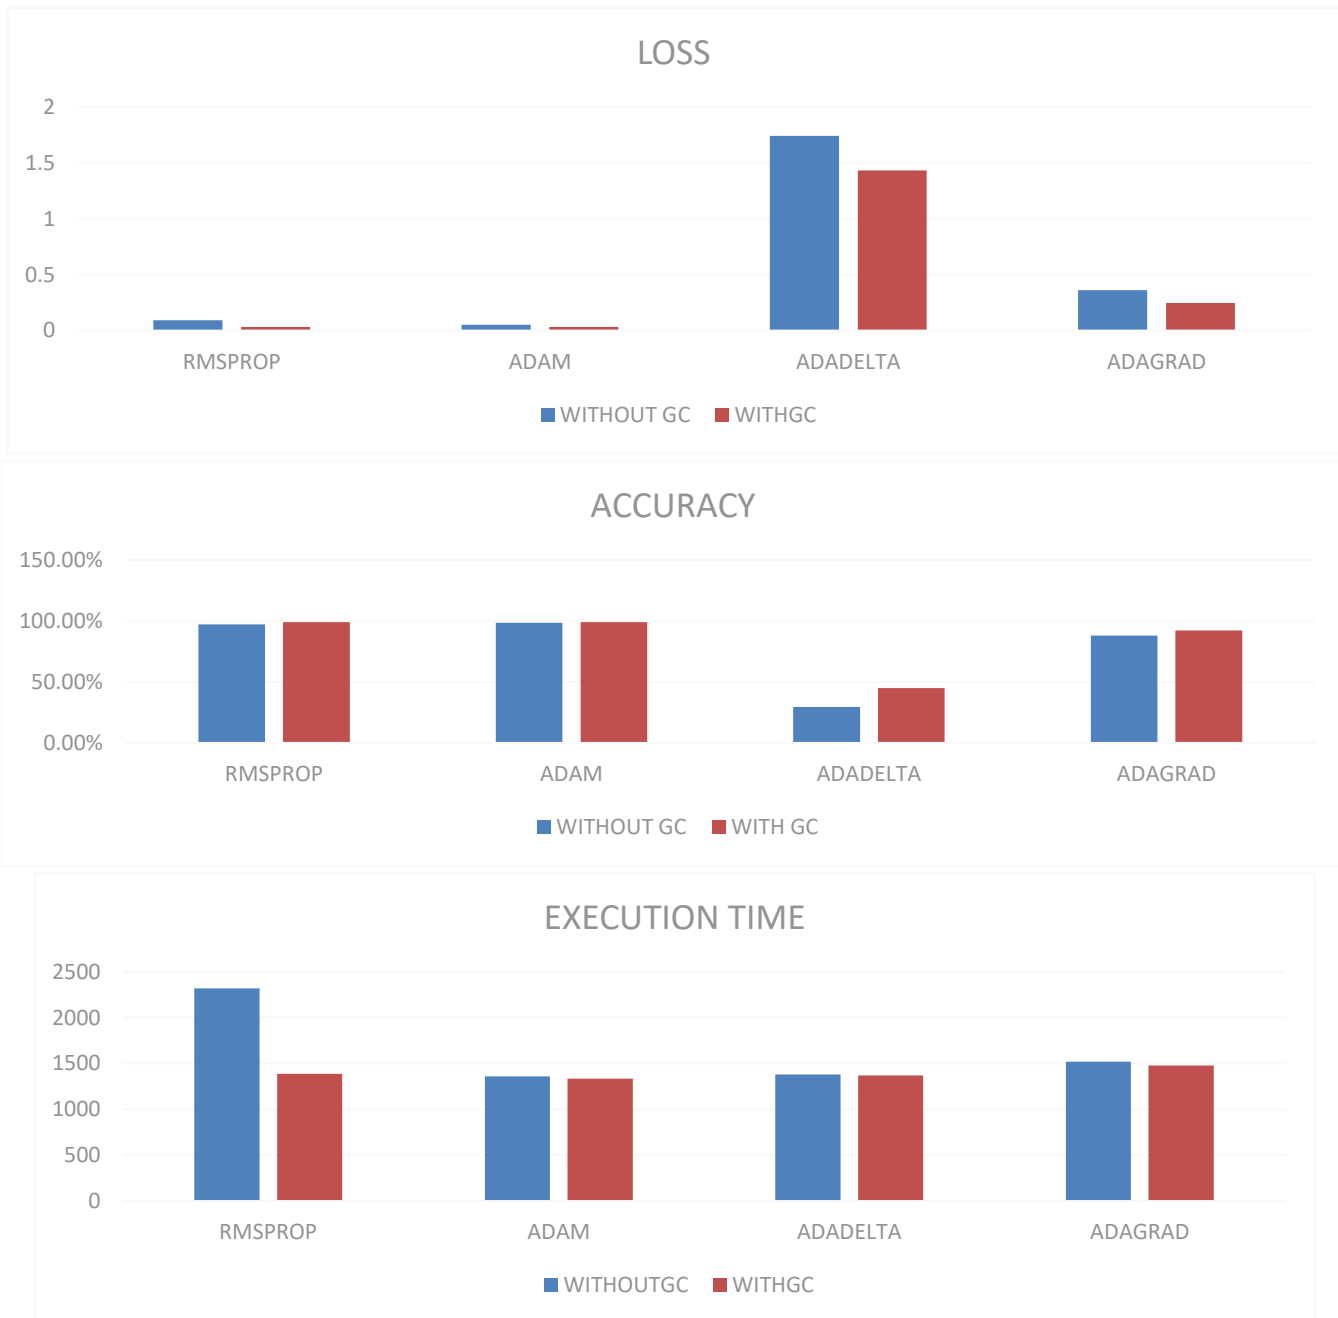 LOSS
2
1.5
1
0.5
0
RMSPROP ADAM ADADELTA ADAGRAD
WITHOUT GC WITHGC
ACCURACY
150.00%
100.00%
50.00%
0.00%
RMSPROP ADAM ADADELTA ADAGRAD
WITHOUT GC WITH GC
EXECUTION TIME
2500
2000
1500
1000
500
0
RMSPROP ADAM ADADELTA ADAGRAD
WITHOUTGC WITHGC